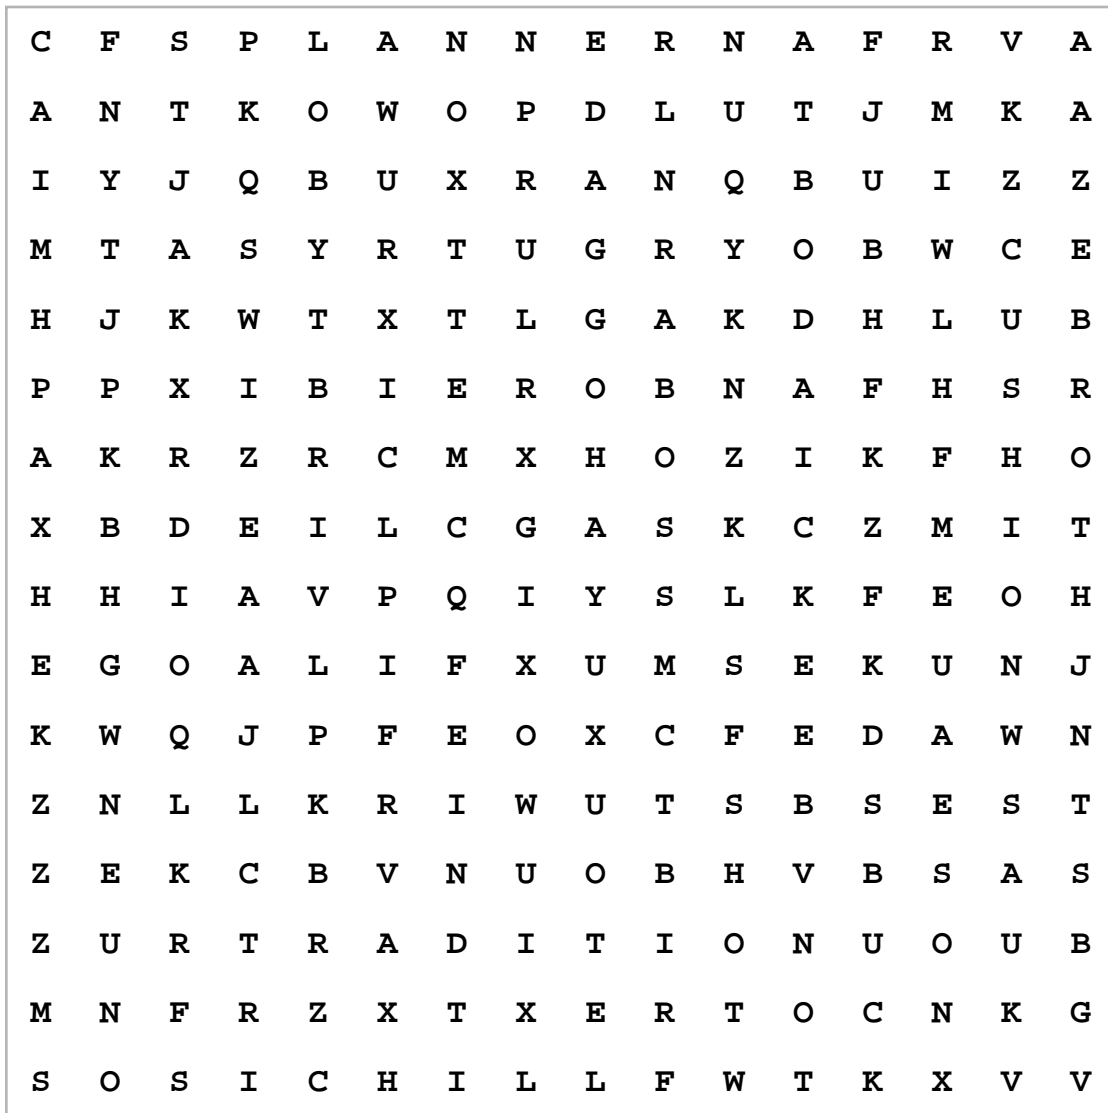 C F S P L A N N E R N A F R V A
A N T K O W O P D L U T J M K A
I Y J Q B U X R A N Q B U I Z Z
M T A S Y R T U G R Y O B W C E
H J K W T X T L G A K D H L U B
P P X I B I E R O B N A F H S R
A K R Z R C M X H O Z I K F H O
X B D E I L C G A S K C Z M I T
H H I A V P Q I Y S L K F E O H
E G O A L I F X U M S E K U N J
K W Q J P F E O X C F E D A W N
Z N L L K R I W U T S B S E S T
Z E K C B V N U O B H V B S A S
Z U R T R A D I T I O N U O U B
M N F R Z X T X E R T O C N K G
S O S I C H I L L F W T K X V V